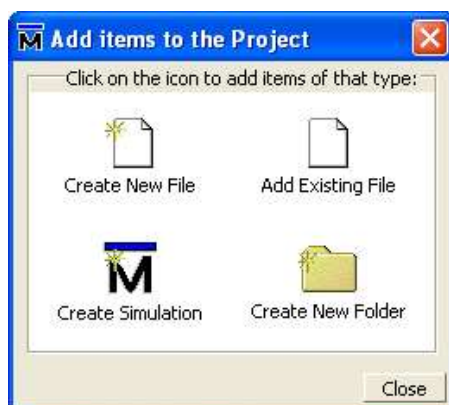 M Add items to the Project
Click on the icon to add items of that type:
Create New File
Add Existing File
M
Create Simulation
Create New Folder
Close